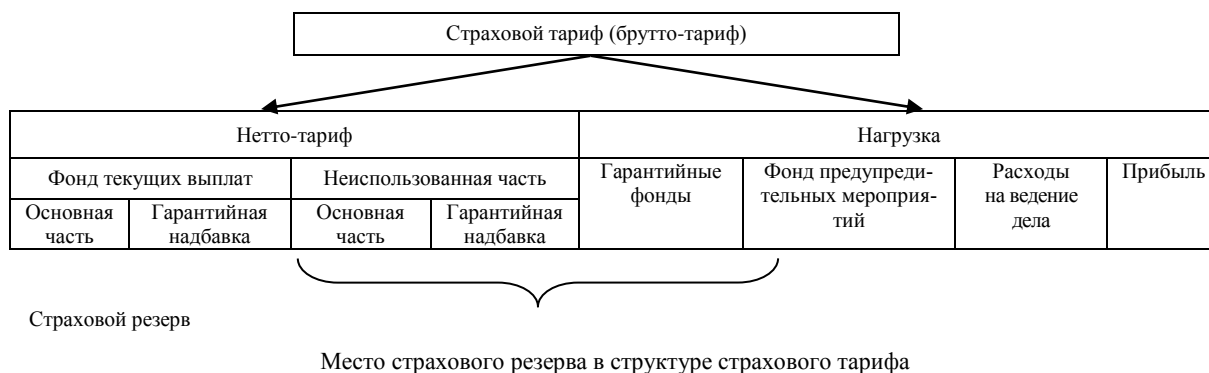 Страховой тариф (брутто-тариф)
Нетто-тариф
Нагрузка
Фонд текущих выплат
Неиспользованная часть
Гарантийные
фонды
Фонд предупреди-
тельных мероприя-
тий
Расходы
на ведение
дела
Прибыль
Основная
часть
Гарантийная
надбавка
Основная
часть
Гарантийная
надбавка
Страховой резерв
Место страхового резерва в структуре страхового тарифа